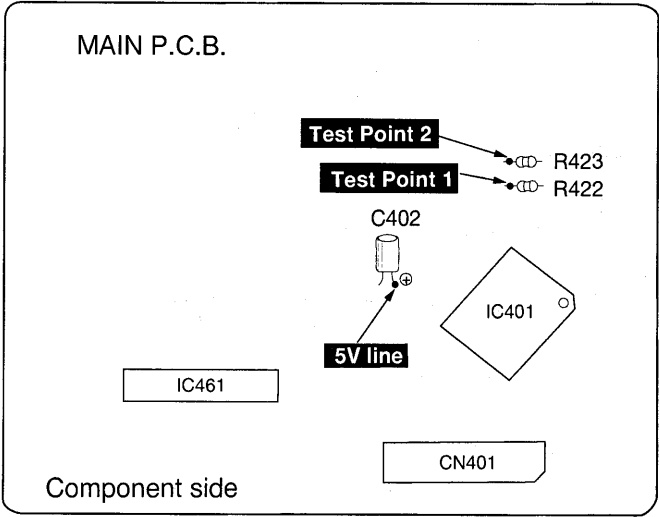 MAIN P.C.B.
Test Point 2
R423
Test Point 1
R422
C402
IC401
5V line
IC461
CN401
Component side